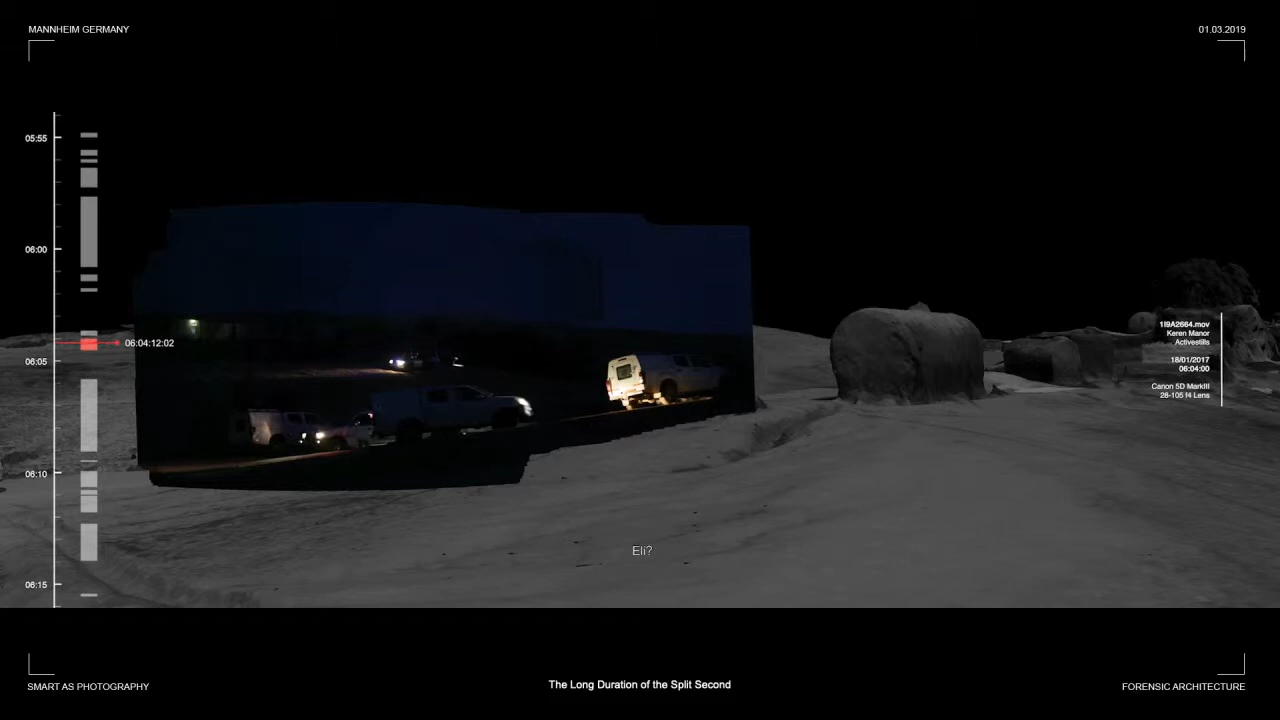 MANNHEIM GERMANY
01.03.2019
05:55
06:00
06:04:12:02
06:05
06:10
06:15
1I9A2664.mov
Keren Manor
Activestills
18/01/2017
06:04:00
Canon 5D MarkIII
28-105 f4 Lens
Eli?
SMART AS PHOTOGRAPHY
The Long Duration of the Split Second
FORENSIC ARCHITECTURE